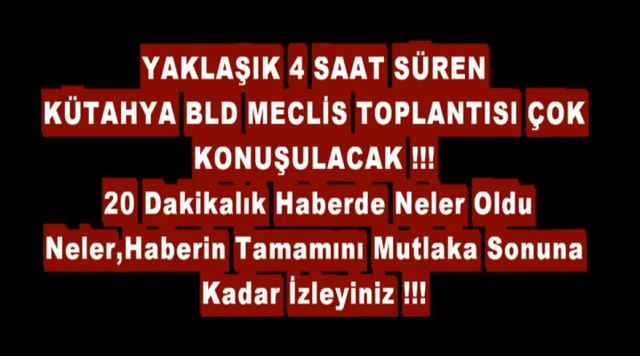 YAKLAŞIK 4 SAAT SÜREN
KÜTAHYA BLD MECLİS TOPLANTISI ÇOK
KONUŞULACAK !!!
20 Dakikalık Haberde Neler Oldu
Neler,Haberin Tamamını Mutlaka Sonuna
Kadar İzleyiniz !!!